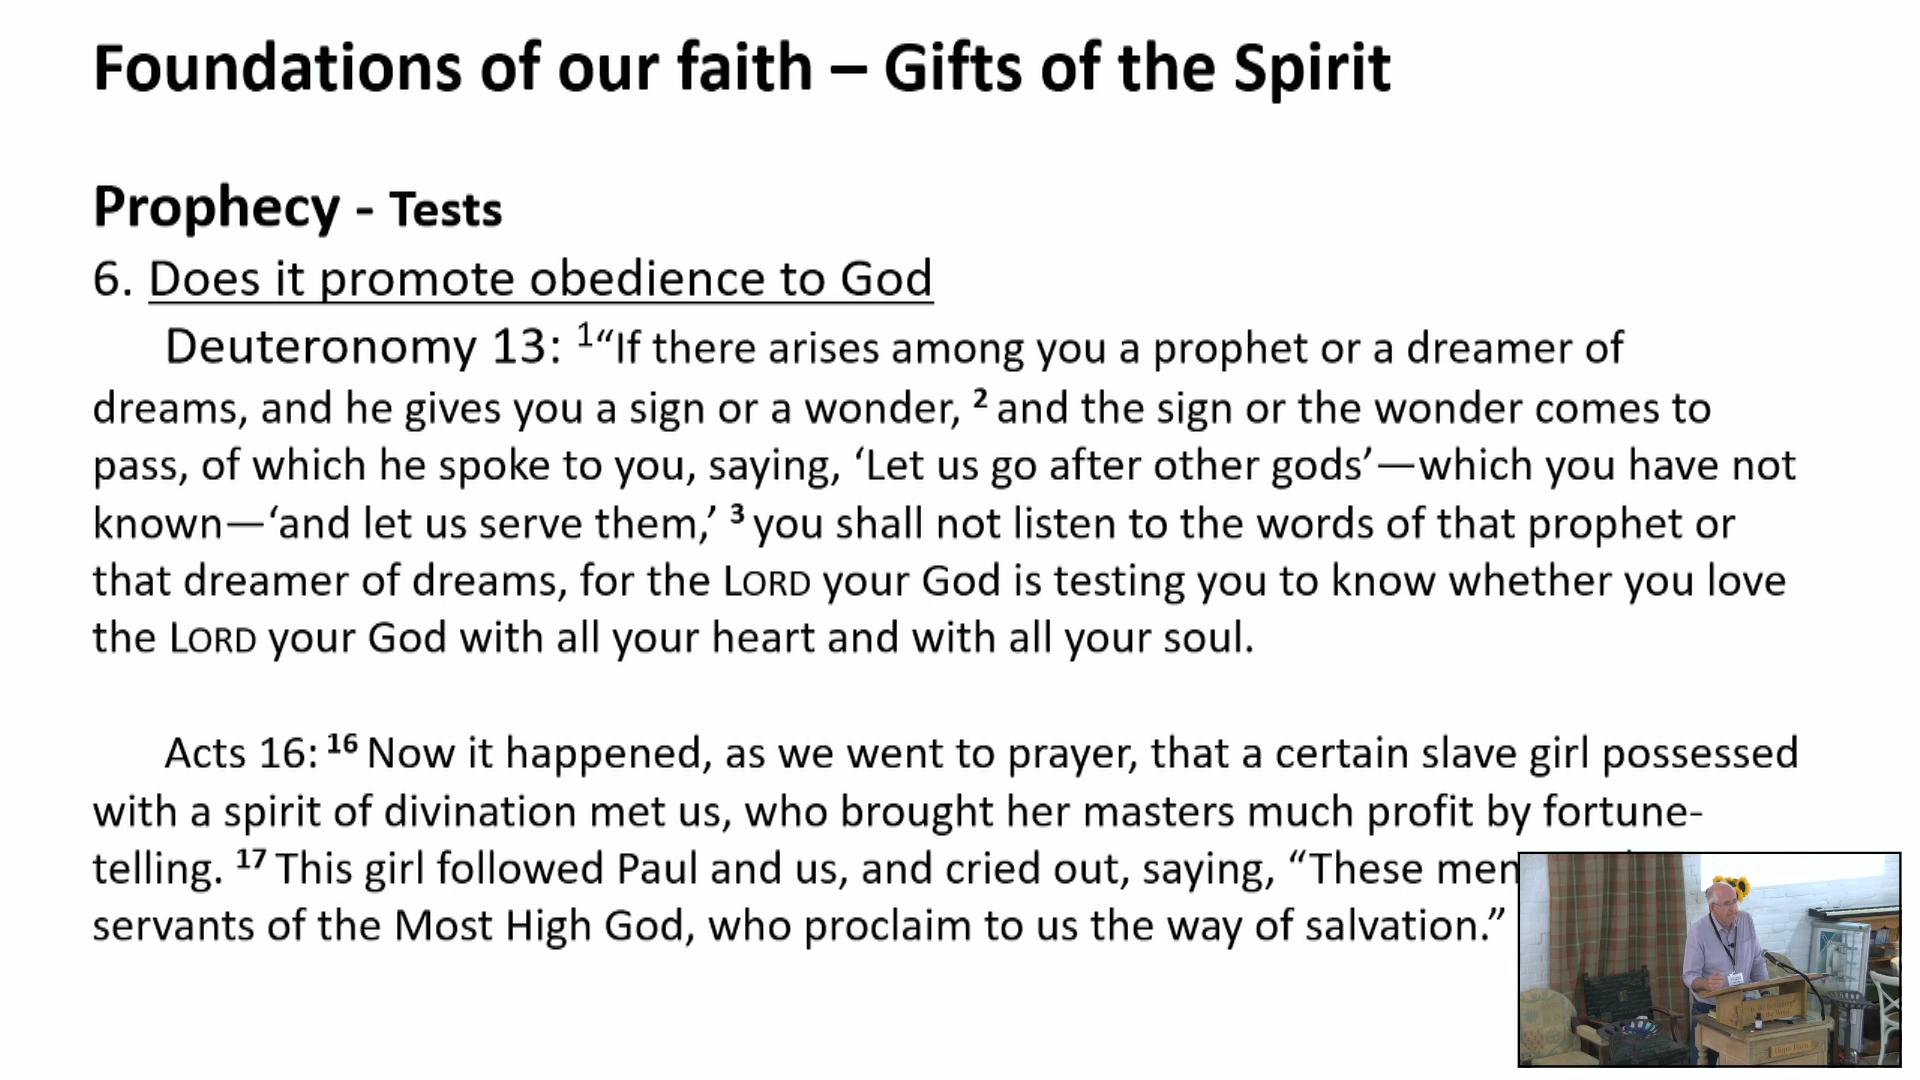 Foundations of our faith – Gifts of the Spirit
Prophecy - Tests
6. Does it promote obedience to God
Deuteronomy 13: 1“If there arises among you a prophet or a dreamer of
dreams, and he gives you a sign or a wonder, 2 and the sign or the wonder comes to
pass, of which he spoke to you, saying, ‘Let us go after other gods’—which you have not
known—‘and let us serve them,’ 3 you shall not listen to the words of that prophet or
that dreamer of dreams, for the LORD your God is testing you to know whether you love
the LORD your God with all your heart and with all your soul.
Acts 16: 16 Now it happened, as we went to prayer, that a certain slave girl possessed
with a spirit of divination met us, who brought her masters much profit by fortune-
telling. 17 This girl followed Paul and us, and cried out, saying, “These men
servants of the Most High God, who proclaim to us the way of salvation.”